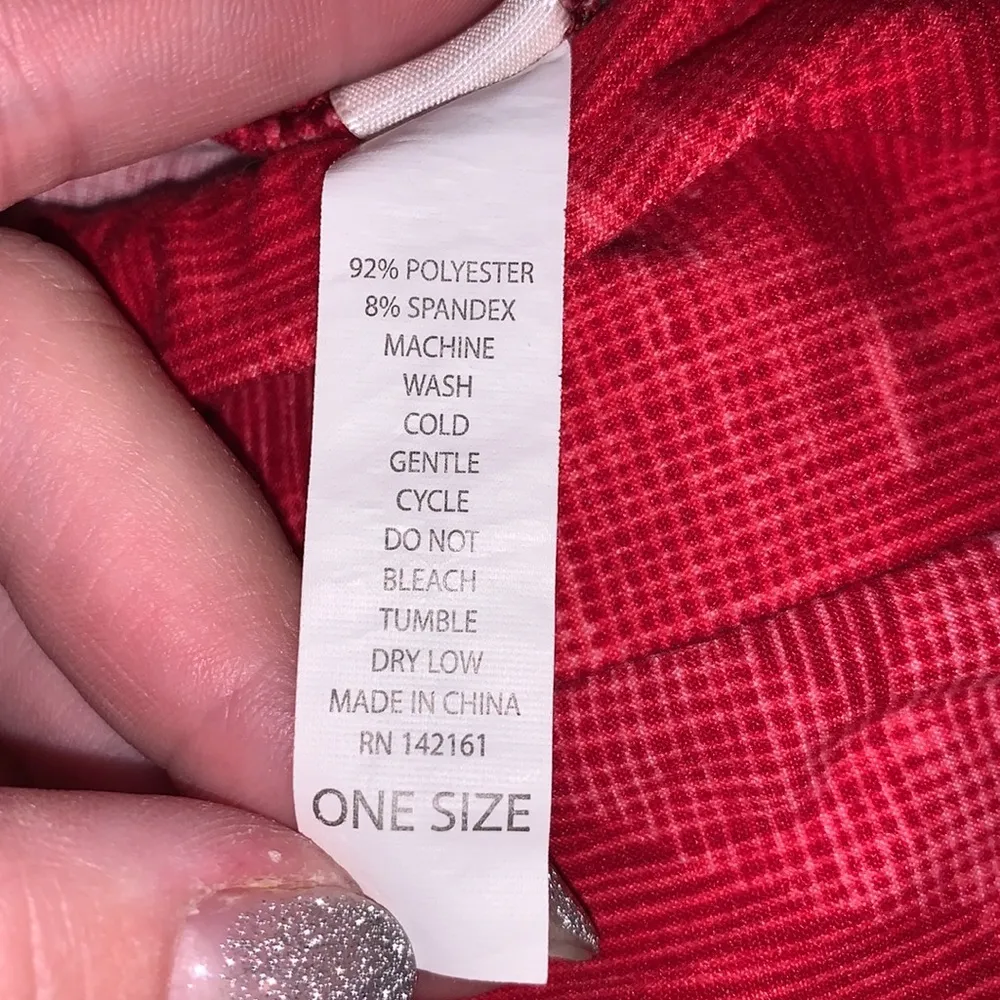 92% POLYESTER
8% SPANDEX
MACHINE
WASH
COLD
GENTLE
CYCLE
DO NOT
BLEACH
TUMBLE
DRY LOW
MADE IN CHINA
RN 142161
ONE SIZE